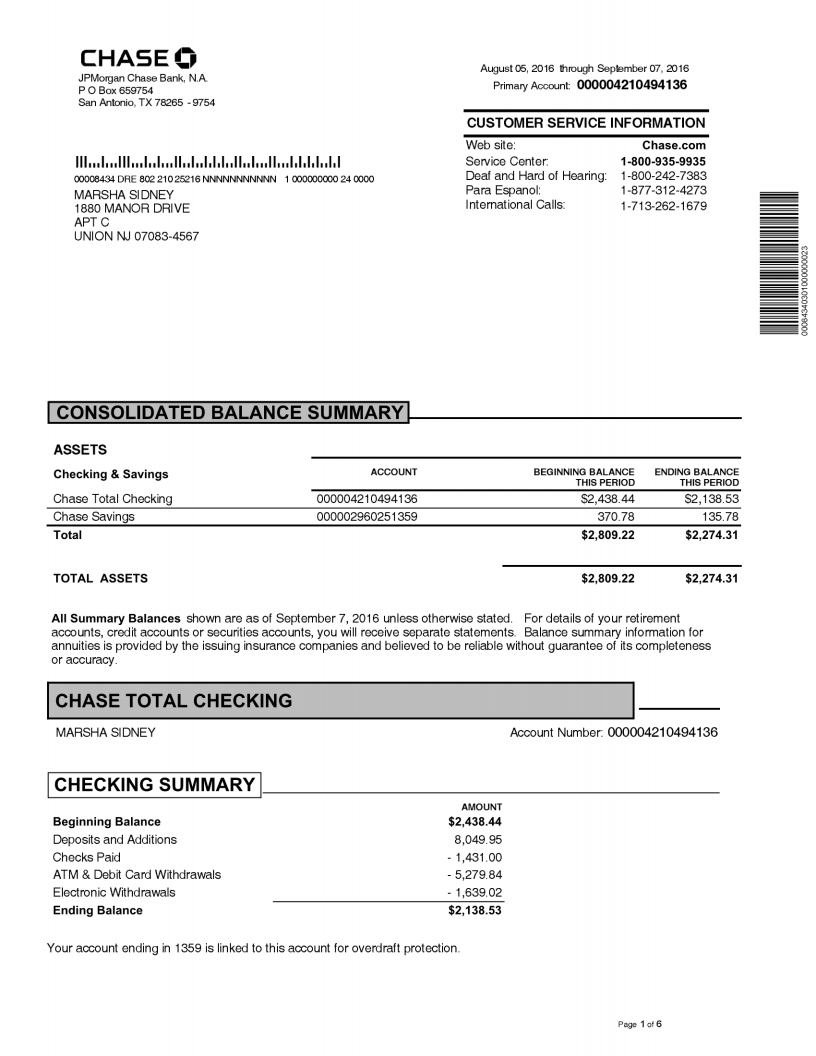 CHASE
JPMorgan Chase Bank, N.A.
P O Box 659754
San Antonio, TX 78265 - 9754
August 05, 2016 through September 07, 2016
Primary Account: 000004210494136
CUSTOMER SERVICE INFORMATION
Web site: Chase.com
Service Center: 1-800-935-9935
Deaf and Hard of Hearing: 1-800-242-7383
Para Espanol: 1-877-312-4273
International Calls: 1-713-262-1679
00008434 DRE 802 210 25216 NNNNNNNNNNN 1 000000000 24 0000
MARSHA SIDNEY
1880 MANOR DRIVE
APT C
UNION NJ 07083-4567
00084340301000000023
CONSOLIDATED BALANCE SUMMARY
ASSETS
Checking & Savings ACCOUNT BEGINNING BALANCE THIS PERIOD ENDING BALANCE THIS PERIOD
Chase Total Checking 000004210494136 $2,438.44 $2,138.53
Chase Savings 000002960251359 370.78 135.78
Total $2,809.22 $2,274.31
TOTAL ASSETS $2,809.22 $2,274.31
All Summary Balances shown are as of September 7, 2016 unless otherwise stated. For details of your retirement
accounts, credit accounts or securities accounts, you will receive separate statements. Balance summary information for
annuities is provided by the issuing insurance companies and believed to be reliable without guarantee of its completeness
or accuracy.
CHASE TOTAL CHECKING
MARSHA SIDNEY Account Number: 000004210494136
CHECKING SUMMARY
AMOUNT
Beginning Balance $2,438.44
Deposits and Additions 8,049.95
Checks Paid - 1,431.00
ATM & Debit Card Withdrawals - 5,279.84
Electronic Withdrawals - 1,639.02
Ending Balance $2,138.53
Your account ending in 1359 is linked to this account for overdraft protection.
Page 1 of 6